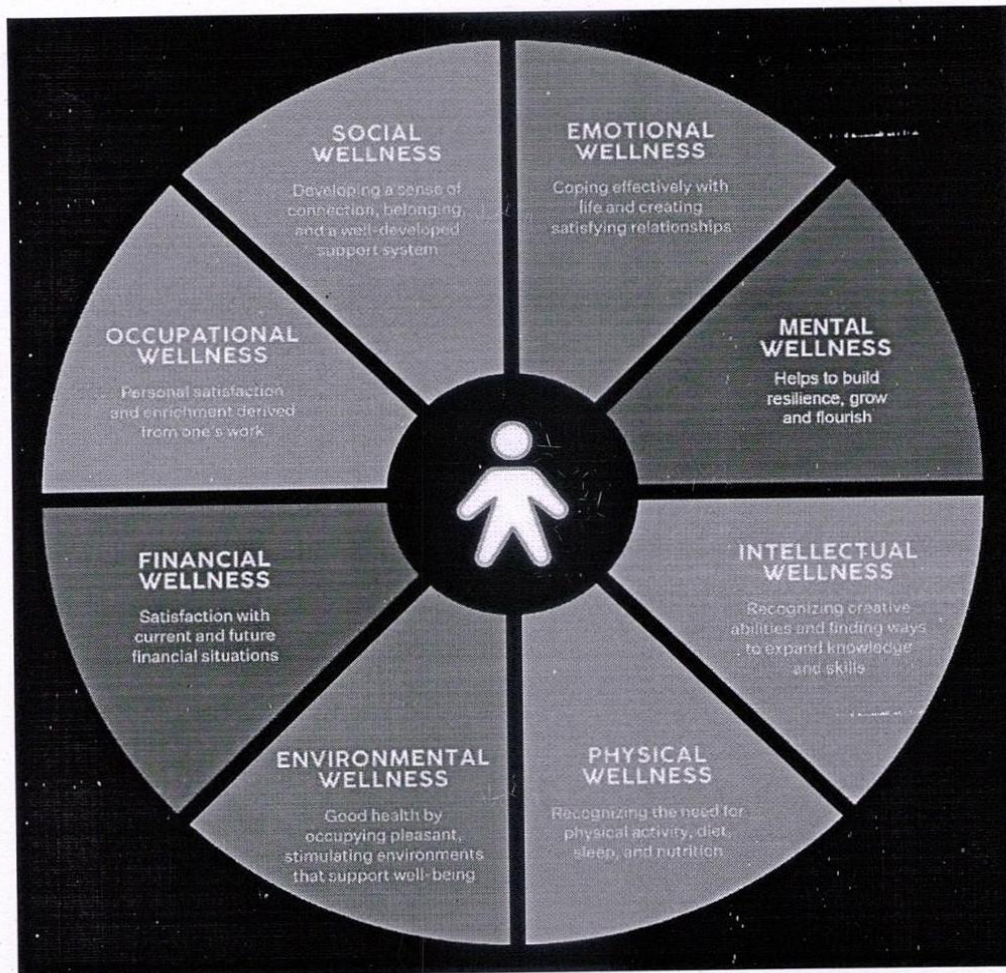 SOCIAL
WELLNESS
Developing a sense of
connection, belonging,
and a well-developed
support system
EMOTIONAL
WELLNESS
Coping effectively with
life and creating
satisfying relationships
MENTAL
WELLNESS
Helps to build
resilience, grow
and flourish
INTELLECTUAL
WELLNESS
Recognizing creative
abilities and finding ways
to expand knowledge
and skills
PHYSICAL
WELLNESS
Recognizing the need for
physical activity, diet,
sleep, and nutrition
ENVIRONMENTAL
WELLNESS
Good health by
occupying pleasant,
stimulating environments
that support well-being
FINANCIAL
WELLNESS
Satisfaction with
current and future
financial situations
OCCUPATIONAL
WELLNESS
Personal satisfaction
and enrichment derived
from one's work